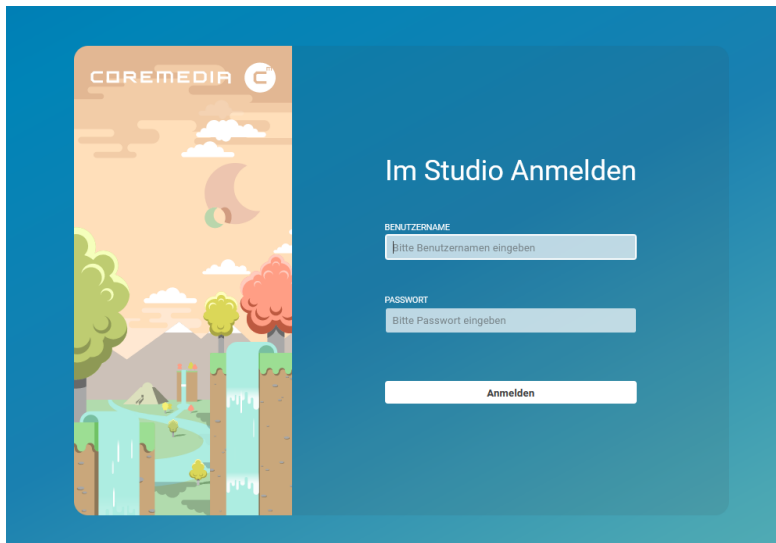 COREMEDIA C
Im Studio Anmelden
BENUTZERNAME
Bitte Benutzernamen eingeben
PASSWORT
Bitte Passwort eingeben
Anmelden